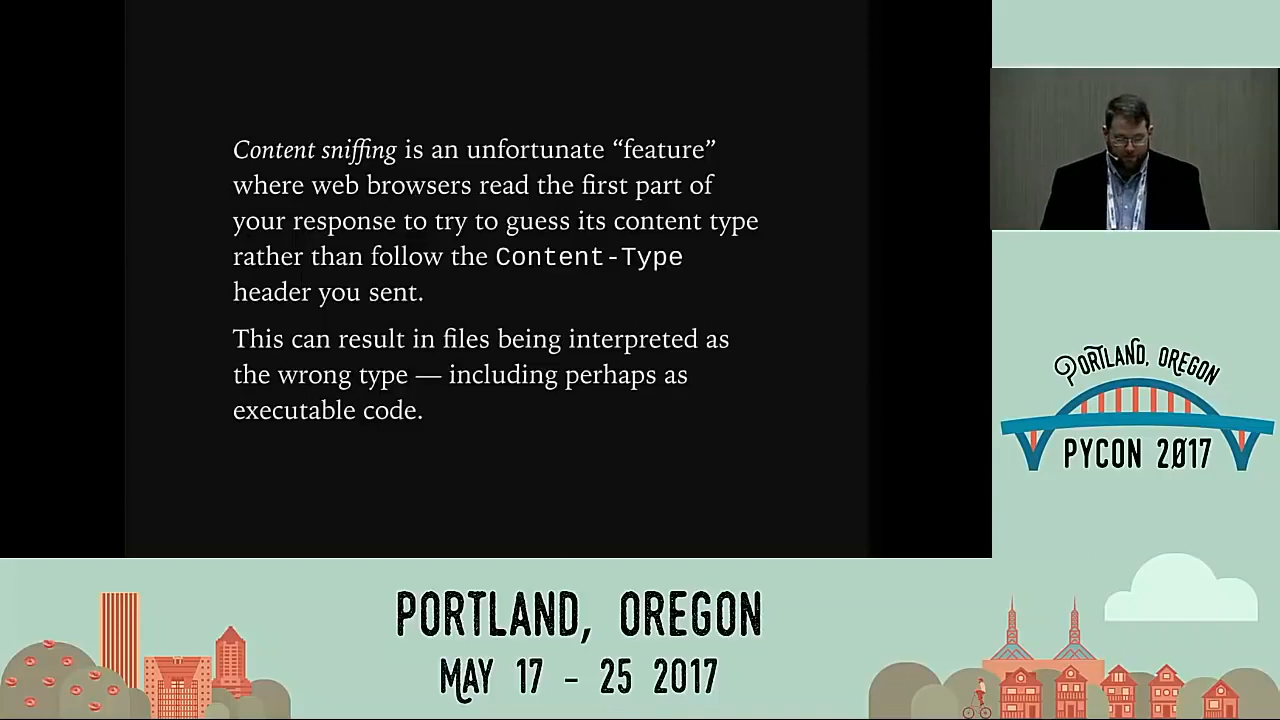 Content sniffing is an unfortunate “feature”
where web browsers read the first part of
your response to try to guess its content type
rather than follow the Content-Type
header you sent.
This can result in files being interpreted as
the wrong type — including perhaps as
executable code.
PORTLAND, OREGON
PYCON 2017
PORTLAND, OREGON
MAY 17 - 25 2017